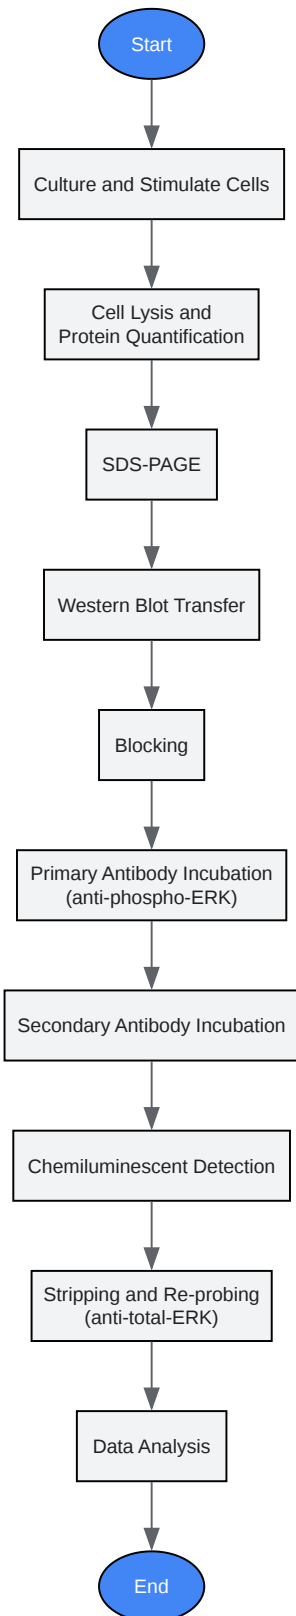 Start
Culture and Stimulate Cells
Cell Lysis and
Protein Quantification
SDS-PAGE
Western Blot Transfer
Blocking
Primary Antibody Incubation
(anti-phospho-ERK)
Secondary Antibody Incubation
Chemiluminescent Detection
Stripping and Re-probing
(anti-total-ERK)
Data Analysis
End